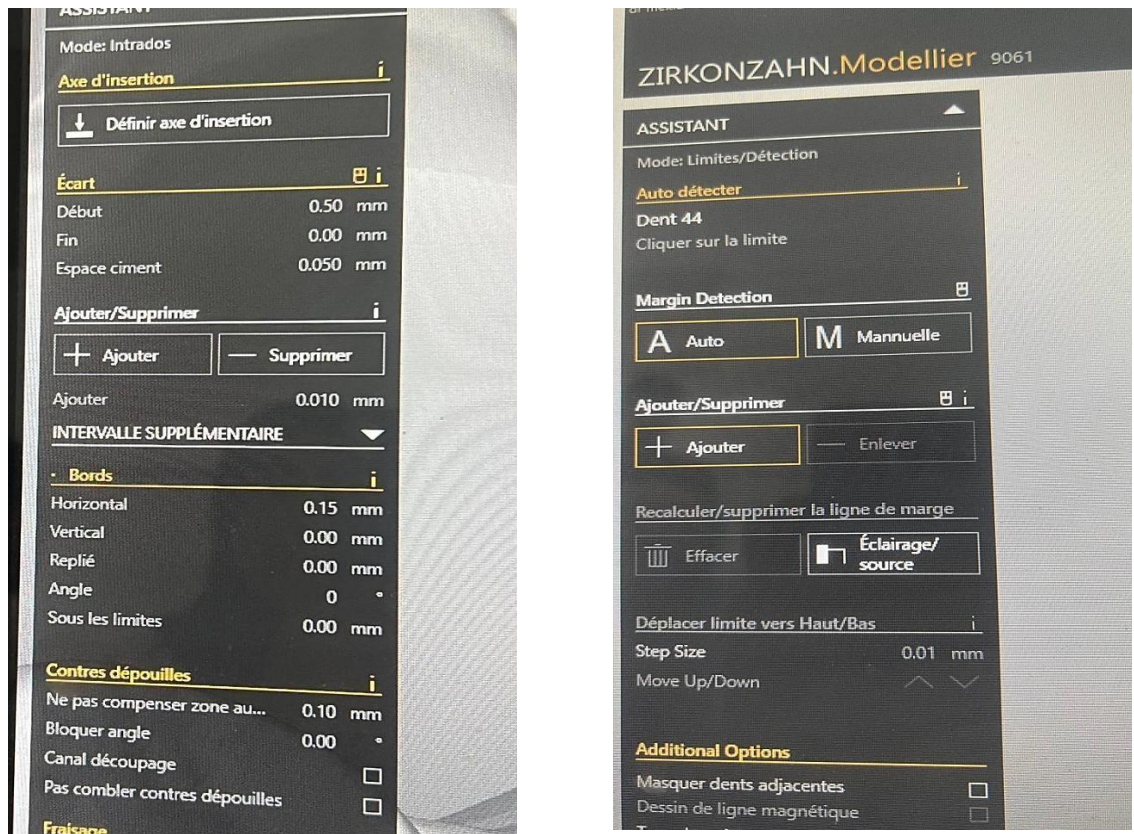 ASSISTANT
Mode: Intrados
Axe d'insertion
Définir axe d'insertion
Écart
Début 0.50 mm
Fin 0.00 mm
Espace ciment 0.050 mm
Ajouter/Supprimer
Ajouter Supprimer
Ajouter 0.010 mm
INTERVALLE SUPPLÉMENTAIRE
- Bords
Horizontal 0.15 mm
Vertical 0.00 mm
Replié 0.00 mm
Angle 0 °
Sous les limites 0.00 mm
Contres dépouilles
Ne pas compenser zone au... 0.10 mm
Bloquer angle 0.00 °
Canal découpage
Pas combler contres dépouilles
Fraisage
ZIRKONZAHN.Modellier 9061
ASSISTANT
Mode: Limites/Détection
Auto détecter
Dent 44
Cliquer sur la limite
Margin Detection
A Auto M Mannuelle
Ajouter/Supprimer
Ajouter Enlever
Recalculer/supprimer la ligne de marge
Effacer Éclairage/
source
Déplacer limite vers Haut/Bas
Step Size 0.01 mm
Move Up/Down
Additional Options
Masquer dents adjacentes
Dessin de ligne magnétique